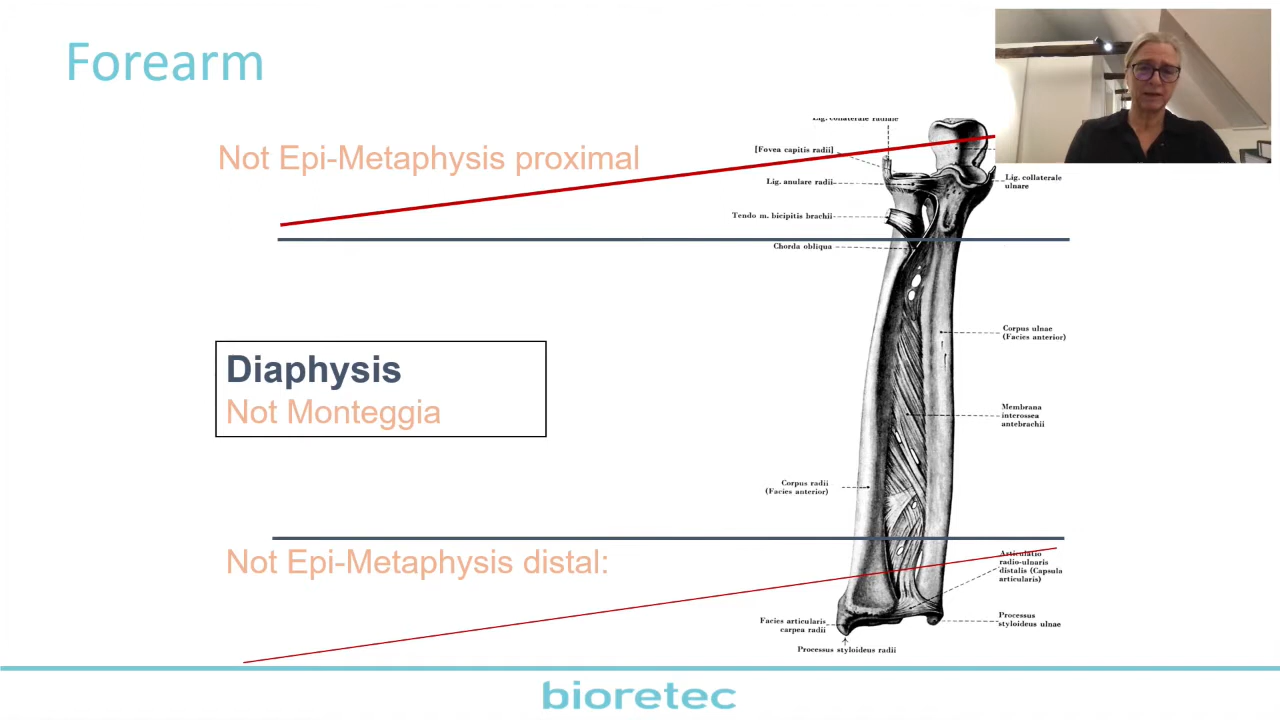 Forearm
Not Epi-Metaphysis proximal
Lig. collaterale radiale
[Fovea capitis radii]
Lig. anulare radii
Lig. collaterale
ulnare
Tendo m. bicipitis brachii
Chorda obliqua
Corpus ulnae
(Facies anterior)
Diaphysis
Not Monteggia
Membrana
interossea
antebrachii
Corpus radii
(Facies anterior)
Not Epi-Metaphysis distal:
Articulatio
radio-ulnaris
distalis (Capsula
articularis)
Facies articularis
carpea radii
Processus
styloideus ulnae
Processus styloideus radii
bioretec